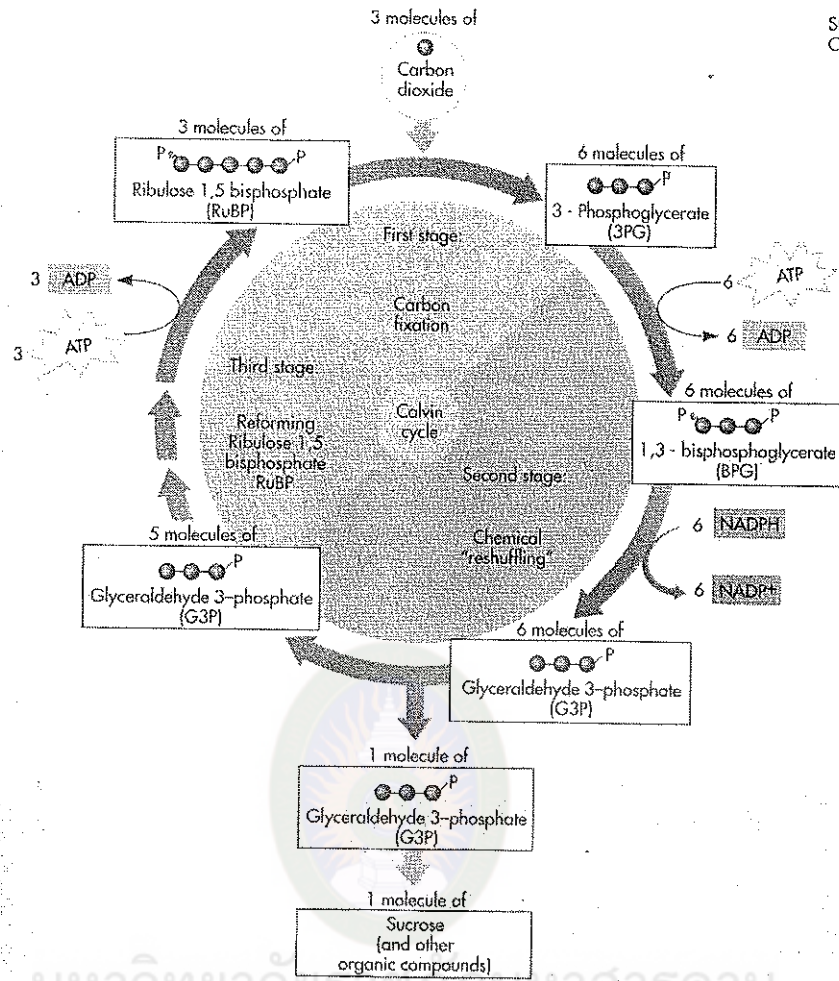 3 molecules of
Carbon
dioxide
S
C
3 molecules of
P P
Ribulose 1,5 bisphosphate
(RuBP)
6 molecules of
P
3 - Phosphoglycerate
(3PG)
First stage:
Carbon
fixation
3 ADP
3 ATP
6 ATP
6 ADP
Third stage:
Reforming
Ribulose 1,5
bisphosphate
RuBP
Calvin
cycle
6 molecules of
P P
1,3 - bisphosphoglycerate
(BPG)
Second stage:
Chemical
"reshuffling"
6 NADPH
6 NADP+
5 molecules of
P
Glyceraldehyde 3-phosphate
(G3P)
6 molecules of
P
Glyceraldehyde 3-phosphate
(G3P)
1 molecule of
P
Glyceraldehyde 3-phosphate
(G3P)
1 molecule of
Sucrose
(and other
organic compounds)